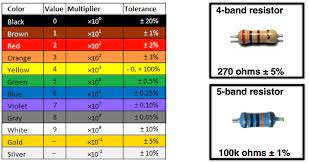 Color Value Multiplier Tolerance
Black 0 ×10⁰ ± 20%
Brown 1 ×10¹ ± 1%
Red 2 ×10² ± 2%
Orange 3 ×10³ ± 3%
Yellow 4 ×10⁴ - 0, +100%
Green 5 ×10⁵ ± 0.5%
Blue 6 ×10⁶ ± 0.25%
Violet 7 ×10⁷ ± 0.10%
Gray 8 ×10⁸ ± 0.05%
White 9 ×10⁹ ± 10%
Gold – ×10⁻¹ ± 5%
Silver – ×10⁻² ± 10%
4-band resistor
270 ohms ± 5%
5-band resistor
100k ohms ± 1%